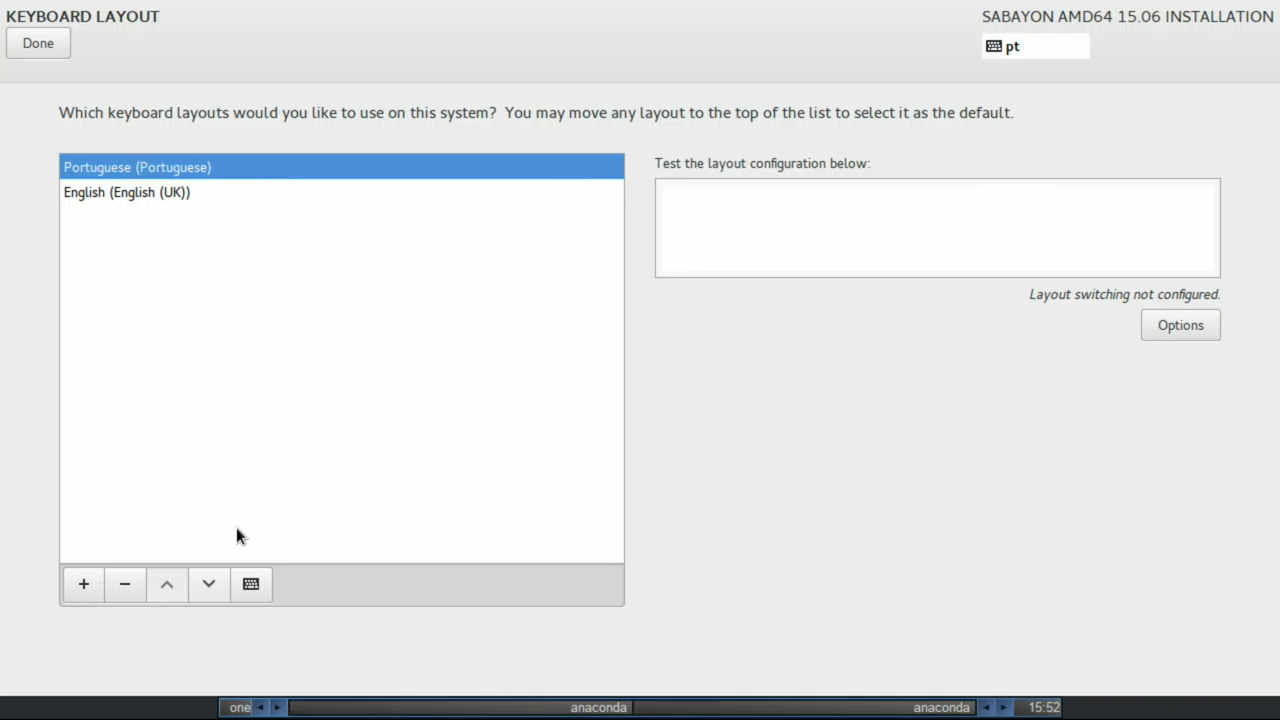 KEYBOARD LAYOUT
SABAYON AMD64 15.06 INSTALLATION
Done
pt
Which keyboard layouts would you like to use on this system? You may move any layout to the top of the list to select it as the default.
Portuguese (Portuguese)
English (English (UK))
Test the layout configuration below:
Layout switching not configured.
Options
one
anaconda
anaconda
15:52